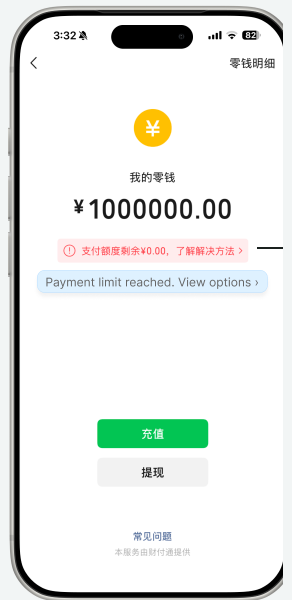 3:32
82
零钱明细
¥
我的零钱
¥1000000.00
支付额度剩余¥0.00，了解解决方法 >
Payment limit reached. View options ›
充值
提现
常见问题
本服务由财付通提供